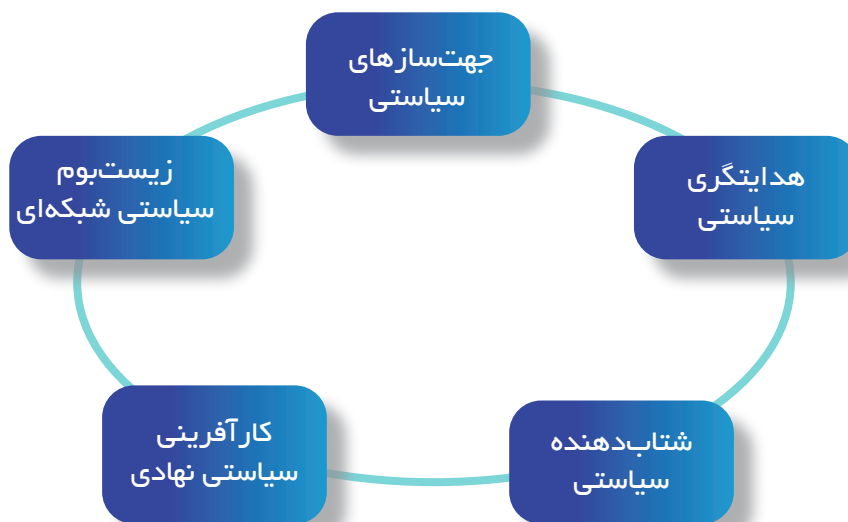 جهت‌سازهای
سیاستی
هدایتگری
سیاستی
شتاب‌دهنده
سیاستی
کارآفرینی
سیاستی نهادی
زیست‌بوم
سیاستی شبکه‌ای